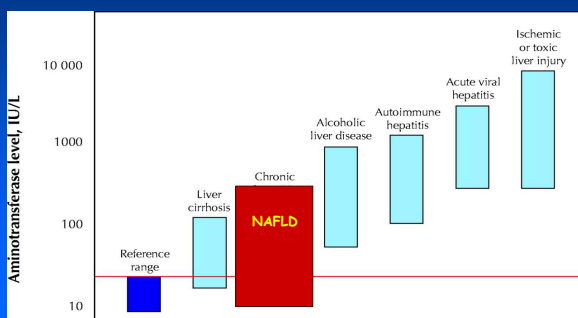 Aminotransferase level, IU/L
10 000
1000
100
10
Reference
range
Liver
cirrhosis
Chronic
NAFLD
Alcoholic
liver disease
Autoimmune
hepatitis
Acute viral
hepatitis
Ischemic
or toxic
liver injury